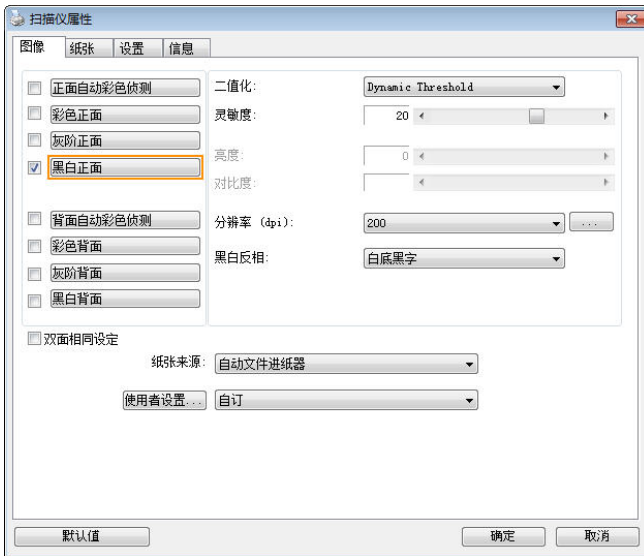 扫描仪属性
图像 纸张 设置 信息
正面自动彩色侦测
彩色正面
灰阶正面
黑白正面
背面自动彩色侦测
彩色背面
灰阶背面
黑白背面
二值化: Dynamic Threshold
灵敏度: 20
亮度: 0
对比度:
分辨率 (dpi): 200 ...
黑白反相: 白底黑字
双面相同设定
纸张来源: 自动文件进纸器
使用者设置... 自订
默认值 确定 取消